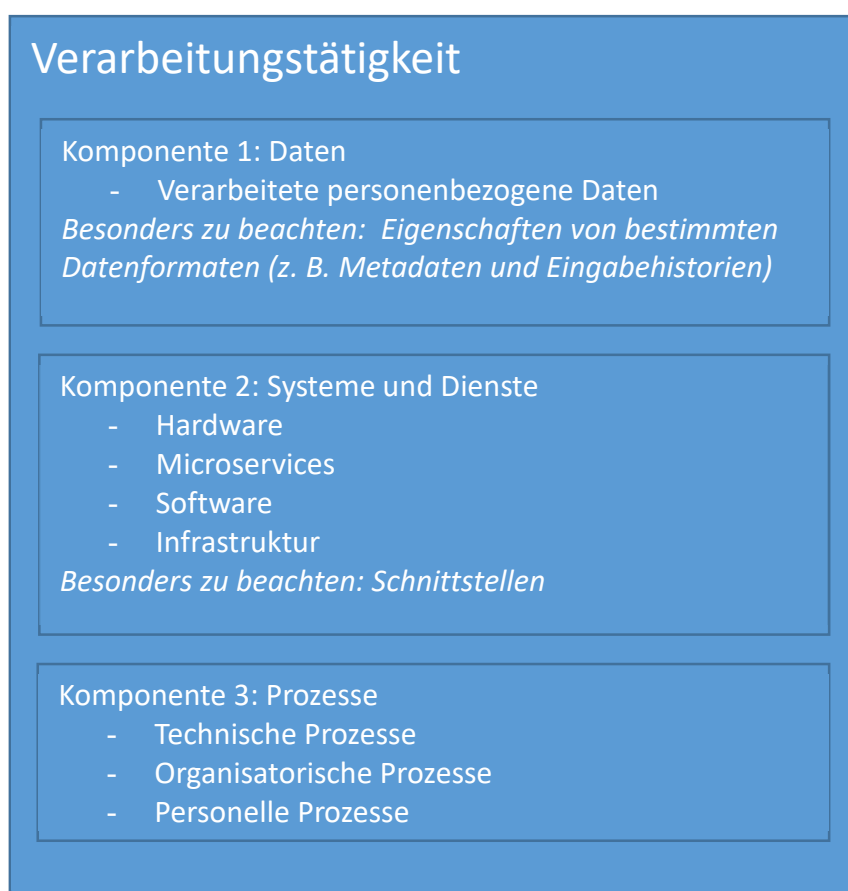 Verarbeitungstätigkeit
Komponente 1: Daten
- Verarbeitete personenbezogene Daten
Besonders zu beachten: Eigenschaften von bestimmten
Datenformaten (z. B. Metadaten und Eingabehistorien)
Komponente 2: Systeme und Dienste
- Hardware
- Microservices
- Software
- Infrastruktur
Besonders zu beachten: Schnittstellen
Komponente 3: Prozesse
- Technische Prozesse
- Organisatorische Prozesse
- Personelle Prozesse